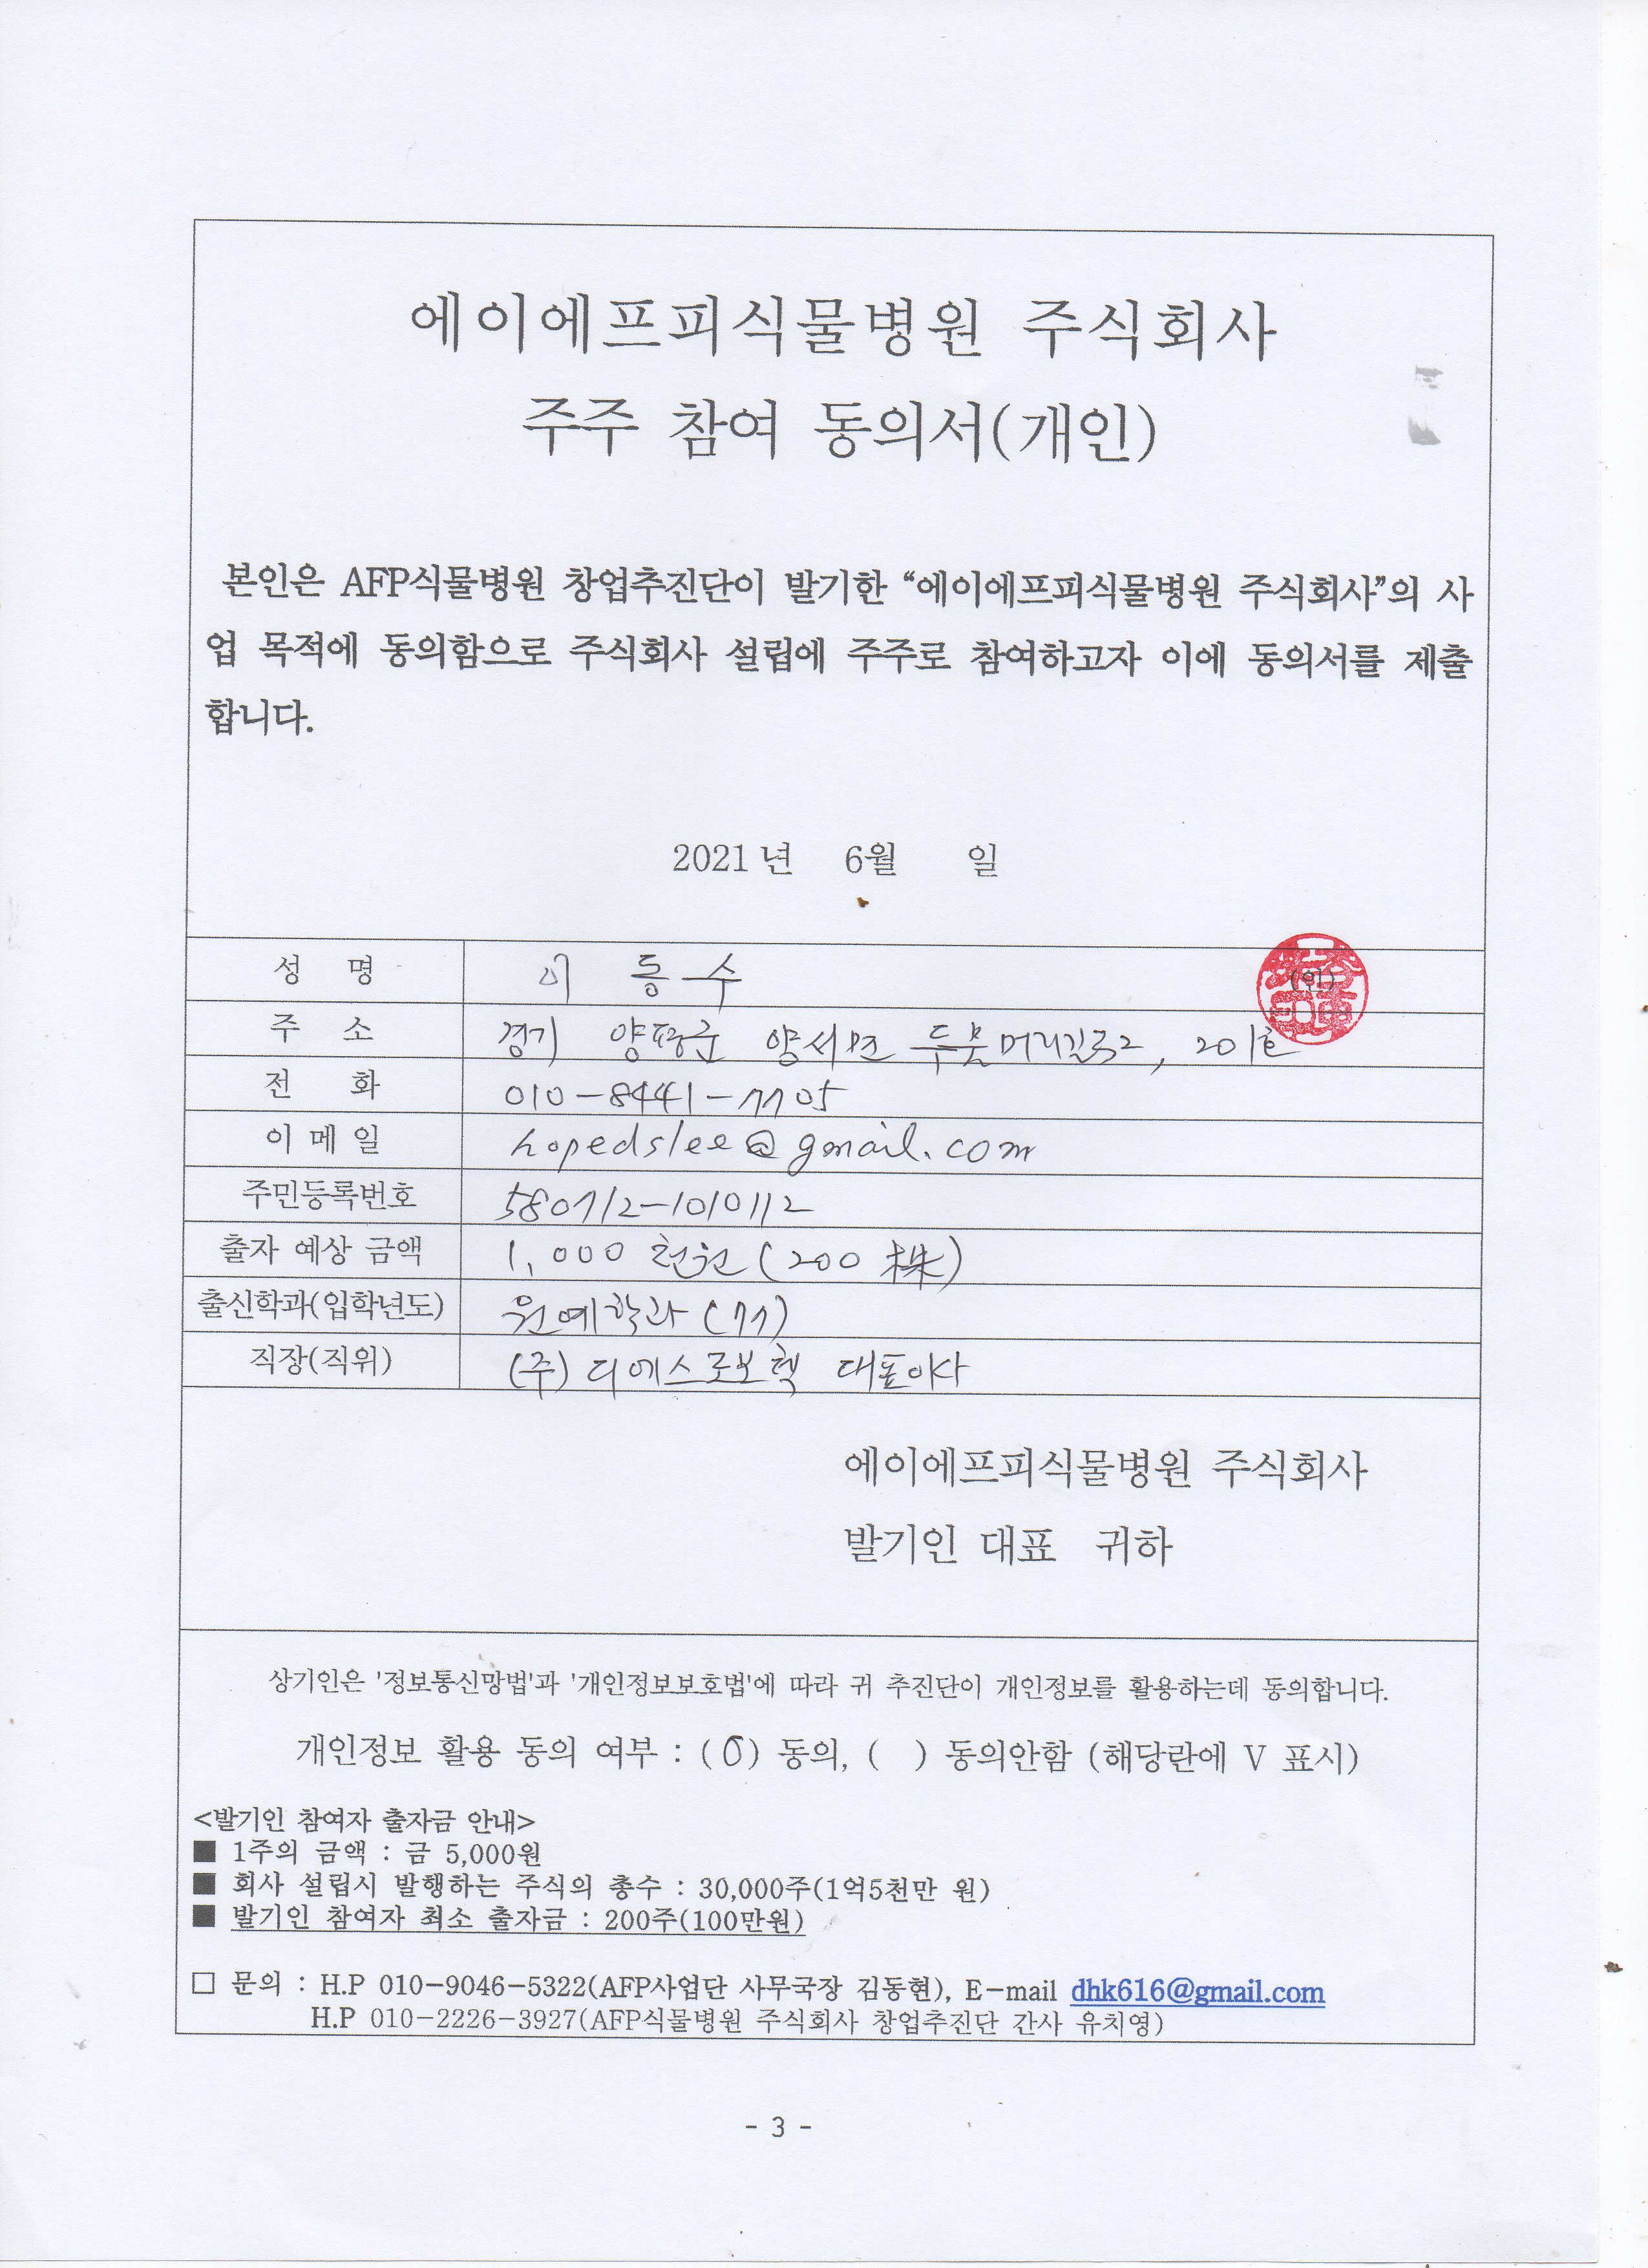 에이에프피식물병원 주식회사
주주 참여 동의서(개인)
본인은 AFP식물병원 창업추진단이 발기한 “에이에프피식물병원 주식회사”의 사
업 목적에 동의함으로 주식회사 설립에 주주로 참여하고자 이에 동의서를 제출
합니다.
2021년 6월 일
성 명 이 동 수 (인)
주 소 경기 양평군 양서면 두물머리길 , 201호
전 화 010-8441-7705
이 메 일 hopedslee@gmail.com
주민등록번호 580712-1010112
출자 예상 금액 1,000 천원 (200 株)
출신학과(입학년도) 원예학과 (77)
직장(직위) (주) 디에스로보텍 대표이사
에이에프피식물병원 주식회사
발기인 대표 귀하
상기인은 '정보통신망법'과 '개인정보보호법'에 따라 귀 추진단이 개인정보를 활용하는데 동의합니다.
개인정보 활용 동의 여부 : (O) 동의, ( ) 동의안함 (해당란에 V 표시)
<발기인 참여자 출자금 안내>
■ 1주의 금액 : 금 5,000원
■ 회사 설립시 발행하는 주식의 총수 : 30,000주(1억5천만 원)
■ 발기인 참여자 최소 출자금 : 200주(100만원)
□ 문의 : H.P 010-9046-5322(AFP사업단 사무국장 김동현), E-mail dhk616@gmail.com
H.P 010-2226-3927(AFP식물병원 주식회사 창업추진단 간사 유치영)
- 3 -